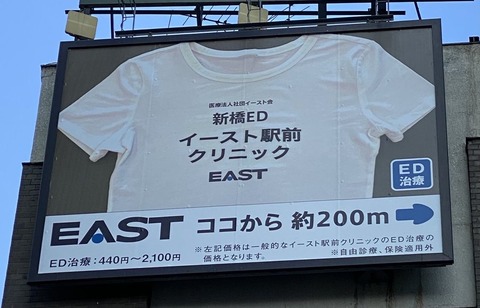 医療法人社団イースト会
新橋ED
イースト駅前
クリニック
EAST
ED
治療
EAST ココから 約200m
ED治療:440円~2,100円
※左記価格は一般的なイースト駅前クリニックのED治療の
価格となります。
※自由診療、保険適用外